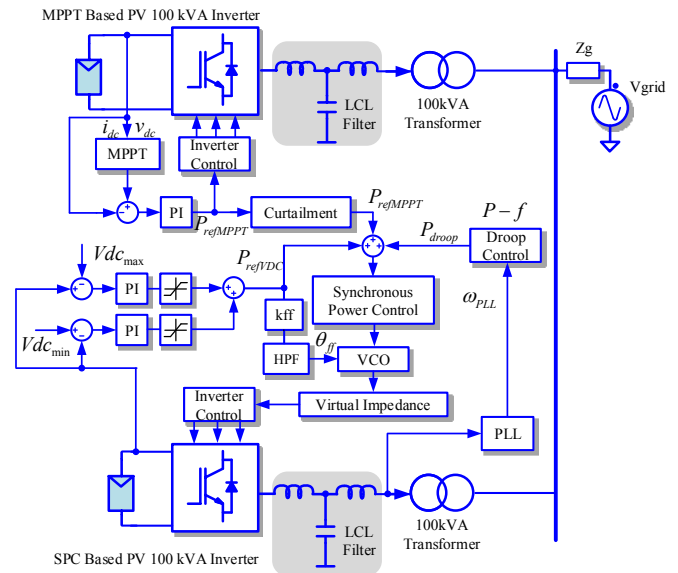 MPPT Based PV 100 kVA Inverter
Zg
Vgrid
LCL
Filter
100kVA
Transformer
i_dc v_dc
MPPT
Inverter
Control
PI
P_refMPPT
Curtailment
P_refMPPT
P_droop
P − f
Droop
Control
Vdc_max
PI
P_refVDC
Synchronous
Power Control
ω_PLL
kff
Vdc_min
PI
HPF
θ_ff
VCO
Inverter
Control
Virtual Impedance
PLL
LCL
Filter
100kVA
Transformer
SPC Based PV 100 kVA Inverter